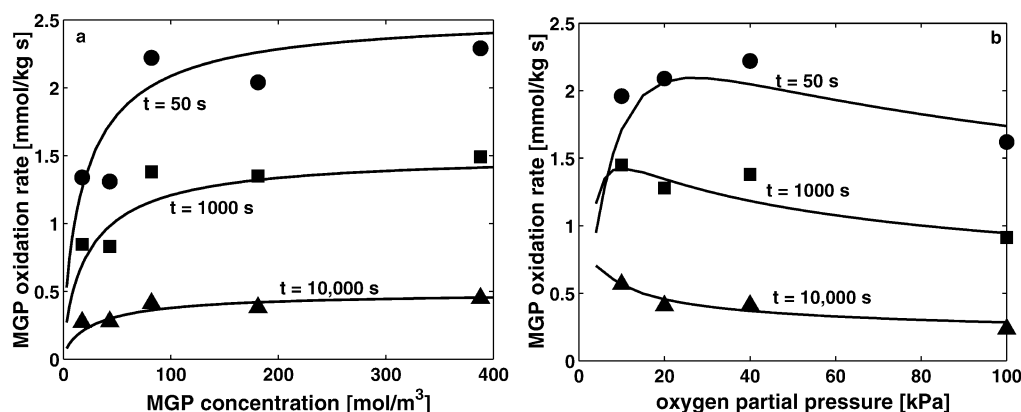 a
MGP oxidation rate [mmol/kg s]
2.5
2
1.5
1
0.5
0
t = 50 s
t = 1000 s
t = 10,000 s
0
100
200
300
400
MGP concentration [mol/m³]
b
MGP oxidation rate [mmol/kg s]
2.5
2
1.5
1
0.5
0
t = 50 s
t = 1000 s
t = 10,000 s
0
20
40
60
80
100
oxygen partial pressure [kPa]